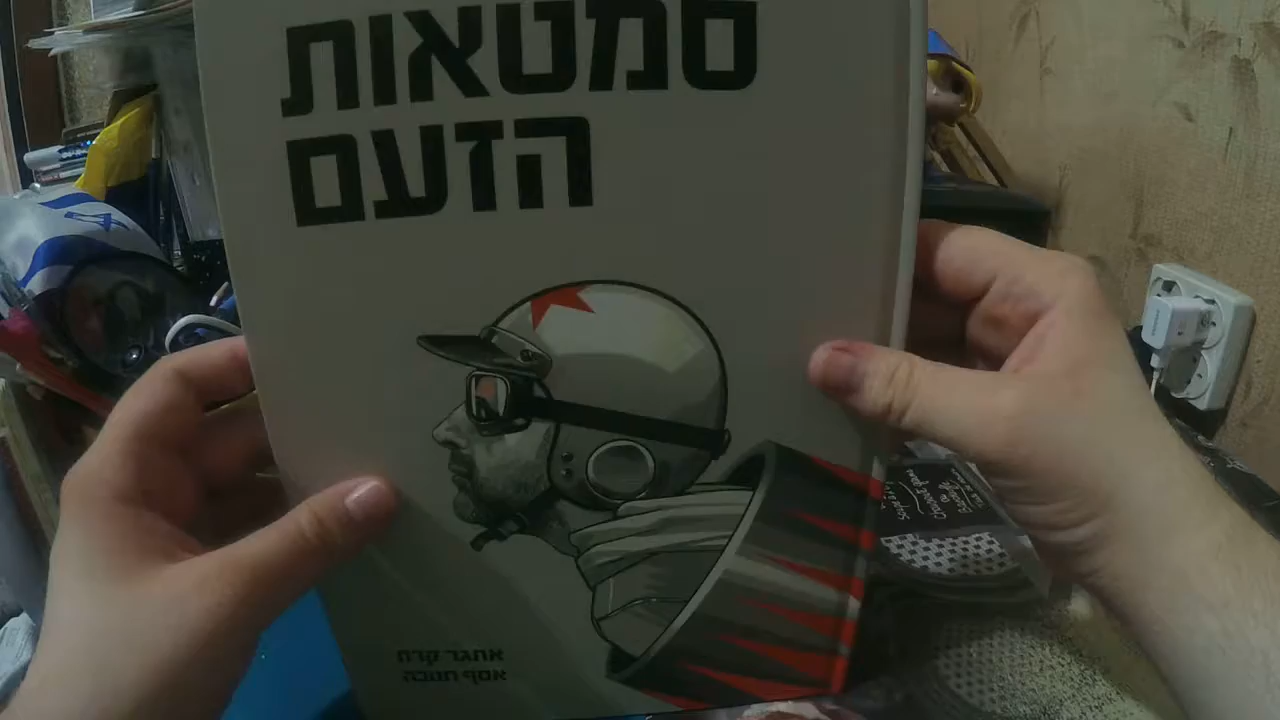 סמטאות
הזעם
אתגר קרת
אסף חנוכה